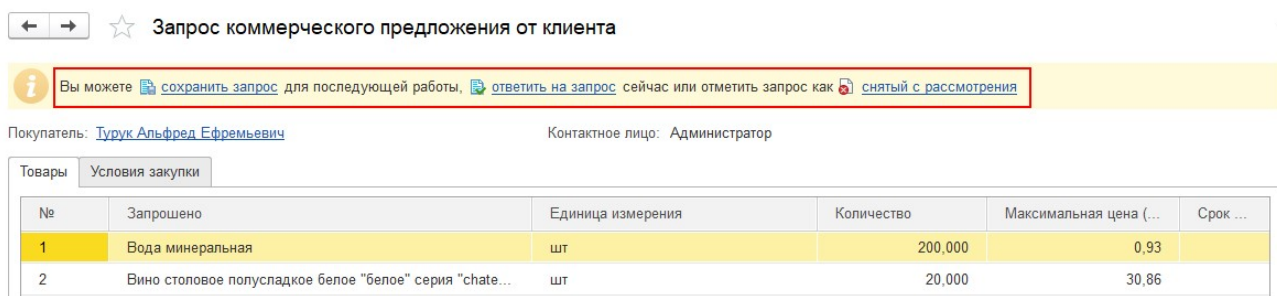 Запрос коммерческого предложения от клиента
Вы можете сохранить запрос для последующей работы, ответить на запрос сейчас или отметить запрос как снятый с рассмотрения
Покупатель: Турук Альфред Ефремьевич Контактное лицо: Администратор
Товары Условия закупки
№ Запрошено Единица измерения Количество Максимальная цена (... Срок ...
1 Вода минеральная шт 200,000 0,93
2 Вино столовое полусладкое белое "белое" серия "chate... шт 20,000 30,86